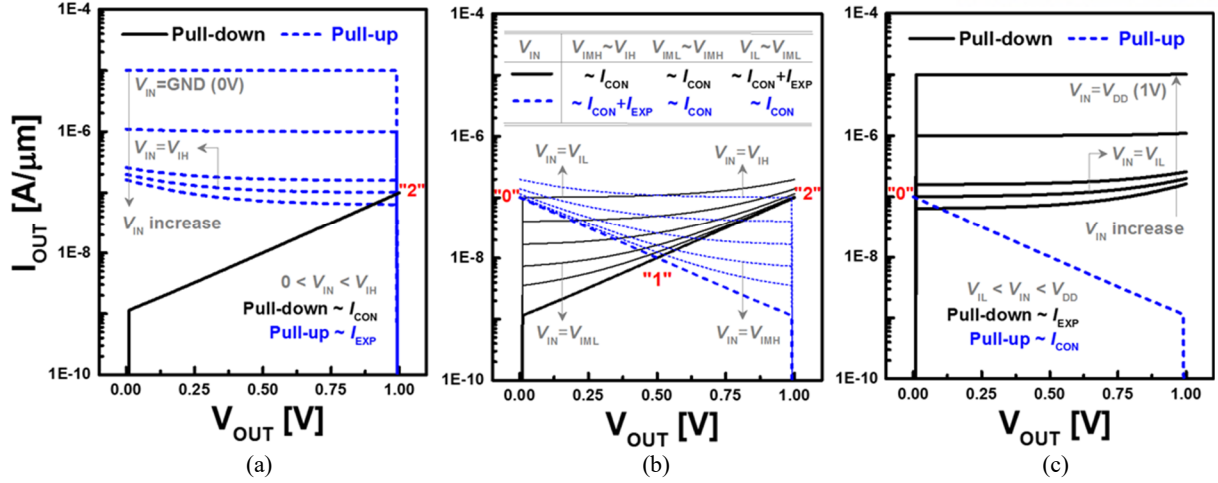 1E-4
1E-6
1E-8
1E-10
I_OUT [A/μm]
Pull-down Pull-up
V_IN=GND (0V)
V_IN=V_IH
V_IN increase
"2"
0 < V_IN < V_IH
Pull-down ~ I_CON
Pull-up ~ I_EXP
0.00 0.25 0.50 0.75 1.00
V_OUT [V]
(a)
1E-4
1E-6
1E-8
1E-10
V_IN V_IMH~V_IH V_IML~V_IMH V_IL~V_IML
~ I_CON ~ I_CON ~ I_CON+I_EXP
~ I_CON+I_EXP ~ I_CON ~ I_CON
V_IN=V_IL V_IN=V_IH
"0" "2"
"1"
V_IN=V_IML V_IN=V_IMH
0.00 0.25 0.50 0.75 1.00
V_OUT [V]
(b)
1E-4
1E-6
1E-8
1E-10
Pull-down Pull-up
V_IN=V_DD (1V)
V_IN=V_IL
"0"
V_IN increase
V_IL < V_IN < V_DD
Pull-down ~ I_EXP
Pull-up ~ I_CON
0.00 0.25 0.50 0.75 1.00
V_OUT [V]
(c)